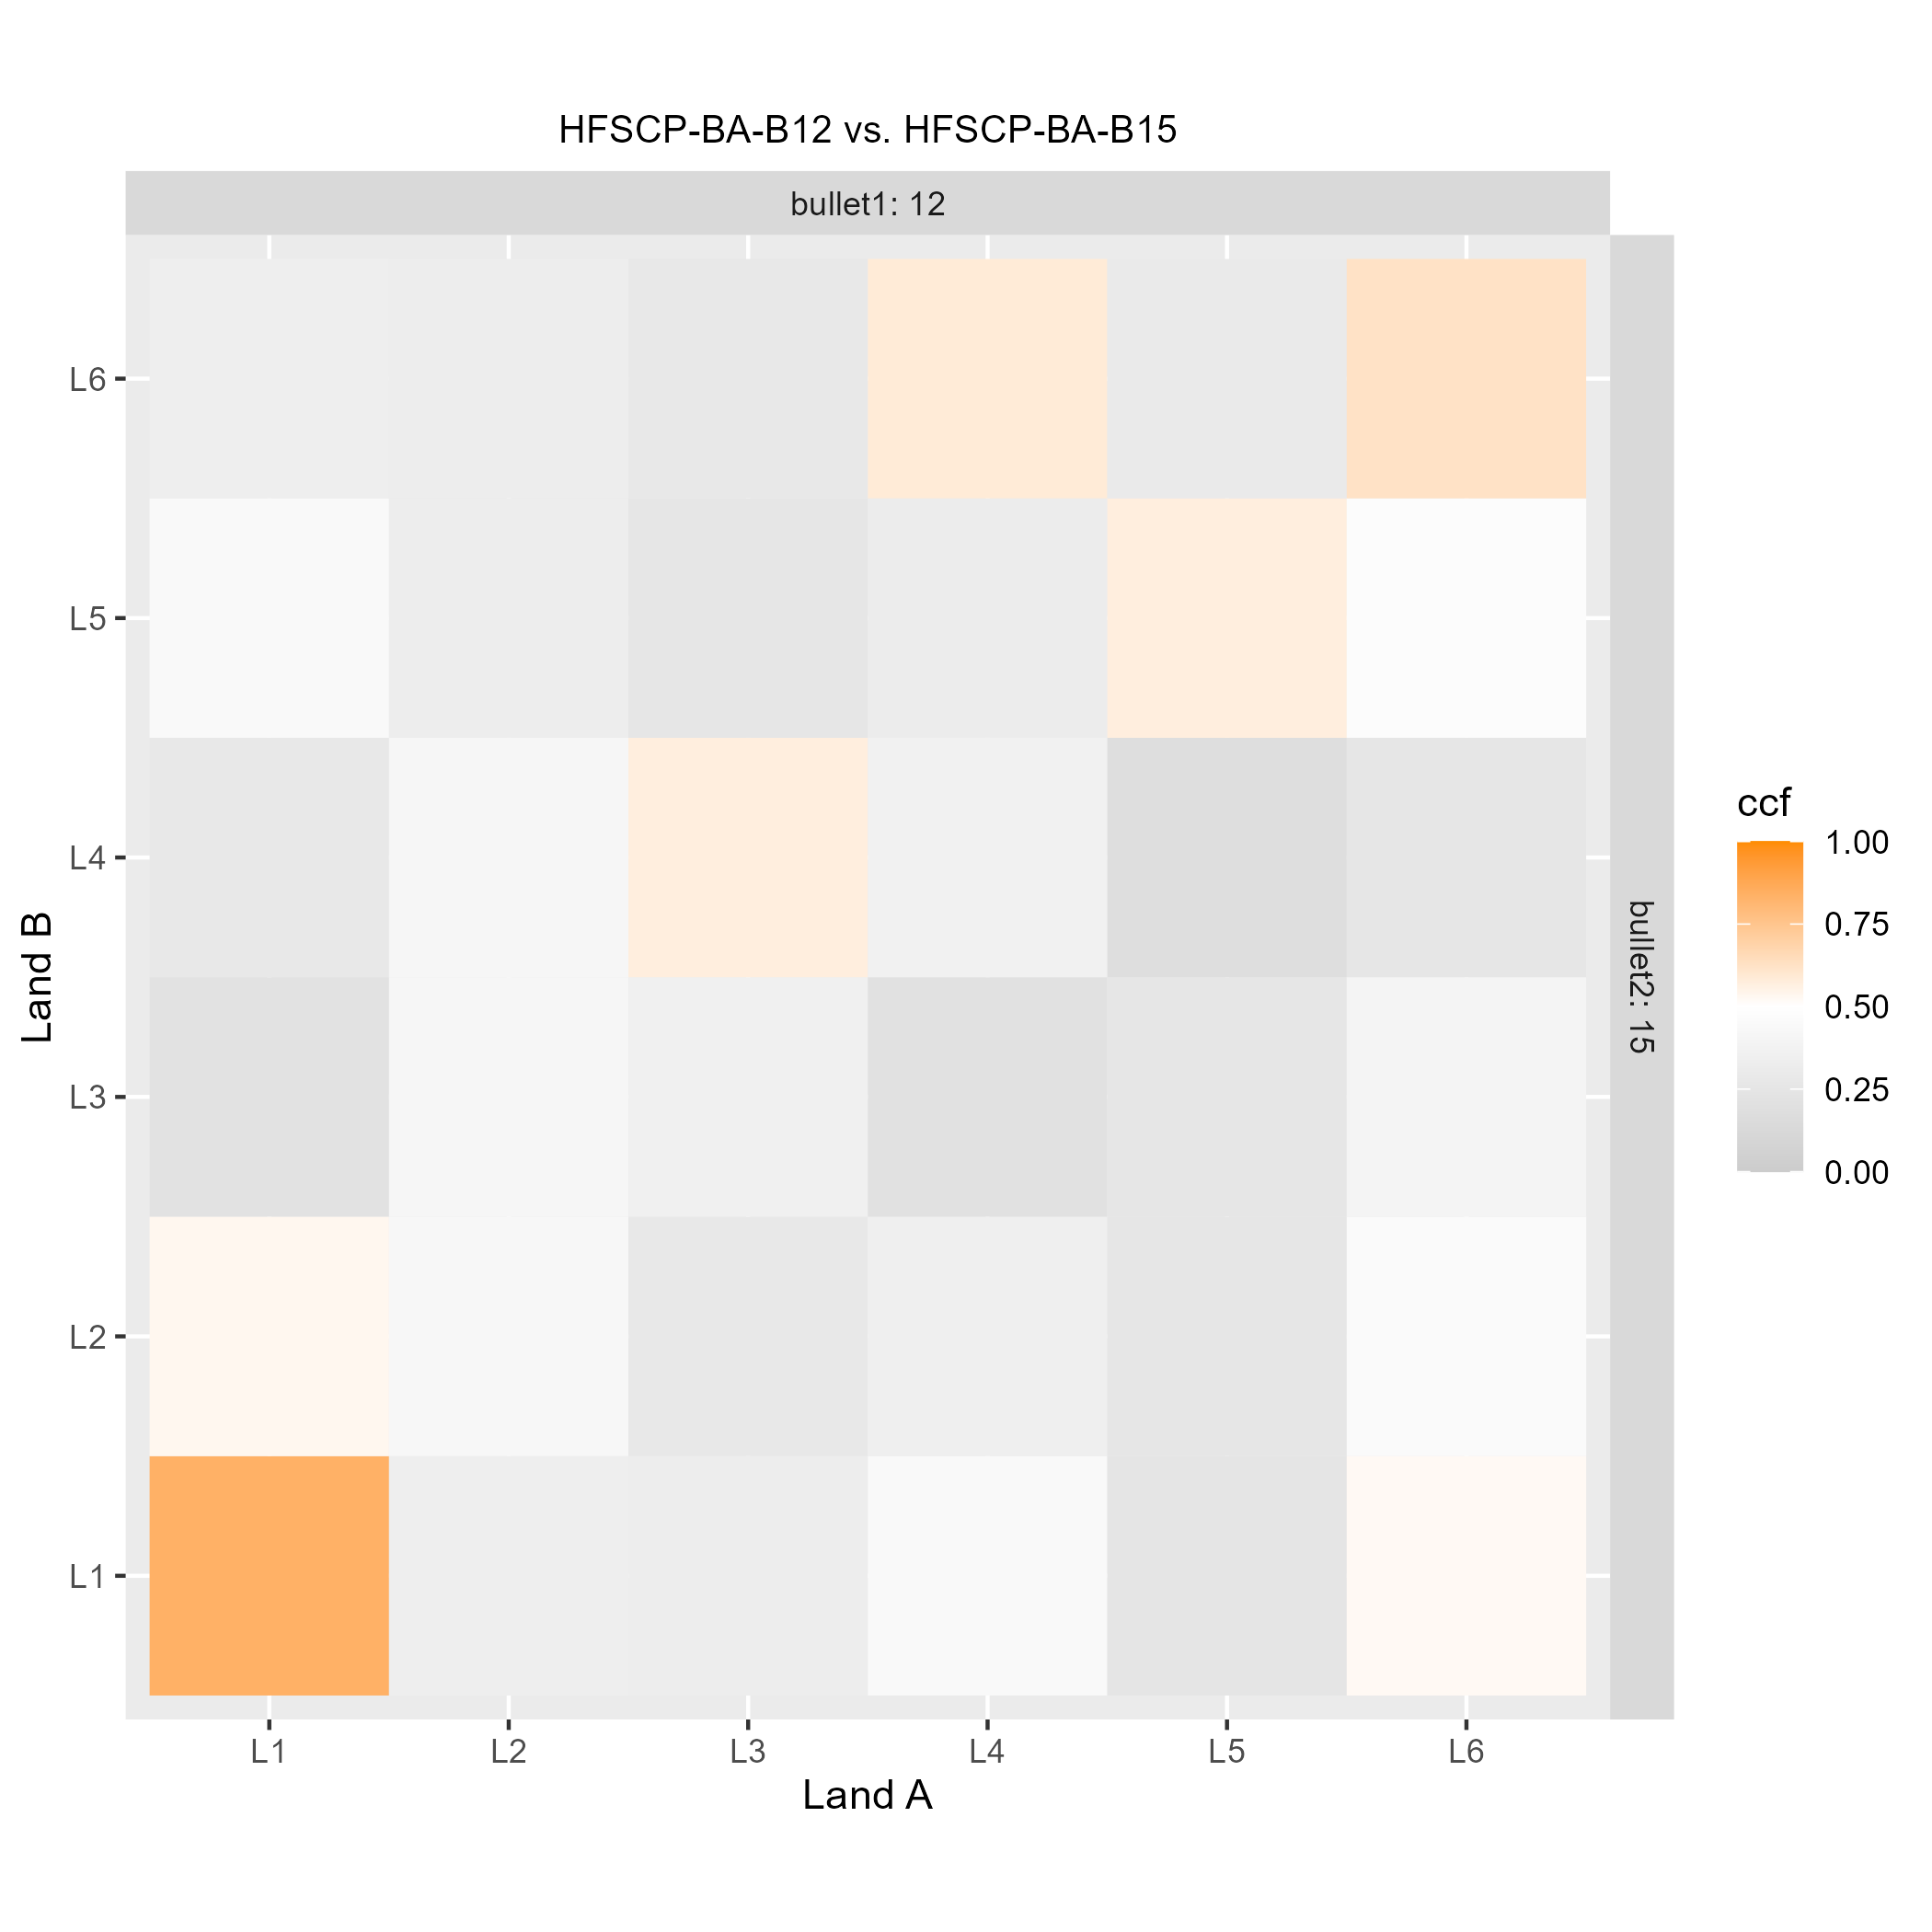 HFSCP-BA-B12 vs. HFSCP-BA-B15
bullet1: 12
L6
L5
L4
L3
L2
L1
Land B
bullet2: 15
L1
L2
L3
L4
L5
L6
Land A
ccf
1.00
0.75
0.50
0.25
0.00